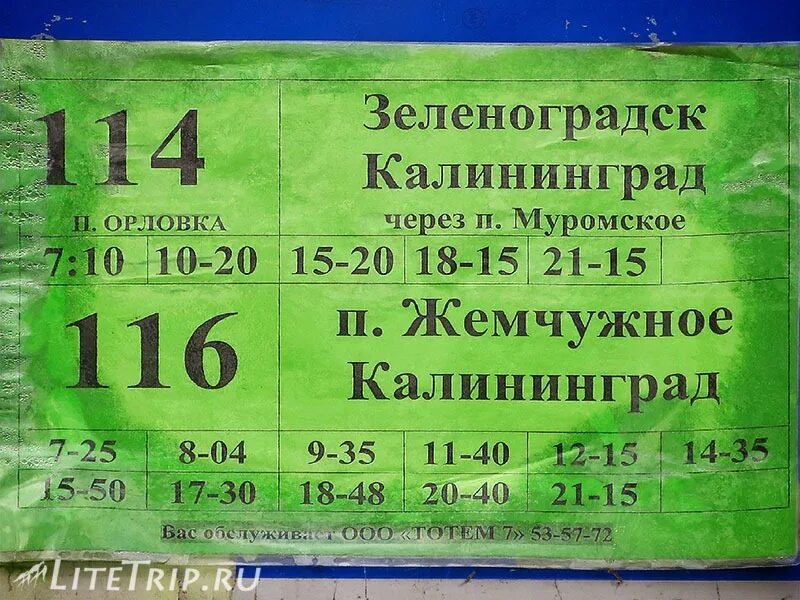 114
Зеленоградск
Калининград
п. ОРЛОВКА
через п. Муромское
7:10 10-20 15-20 18-15 21-15
116
п. Жемчужное
Калининград
7-25 8-04 9-35 11-40 12-15 14-35
15-50 17-30 18-48 20-40 21-15
Вас обслуживает ООО «ТОТЕМ 7» 53-57-72
LITETRIP.RU